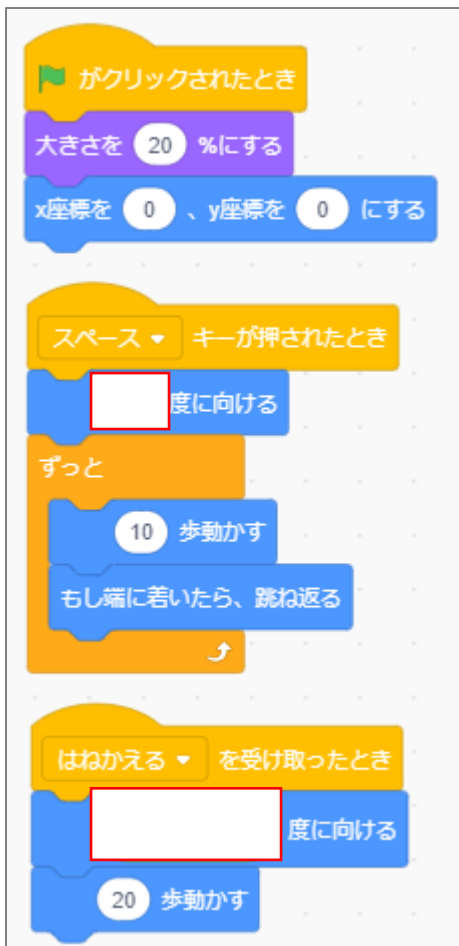 がクリックされたとき
大きさを 20 %にする
x座標を 0 、y座標を 0 にする
スペース キーが押されたとき
度に向ける
ずっと
10 歩動かす
もし端に着いたら、跳ね返る
はねかえる を受け取ったとき
度に向ける
20 歩動かす